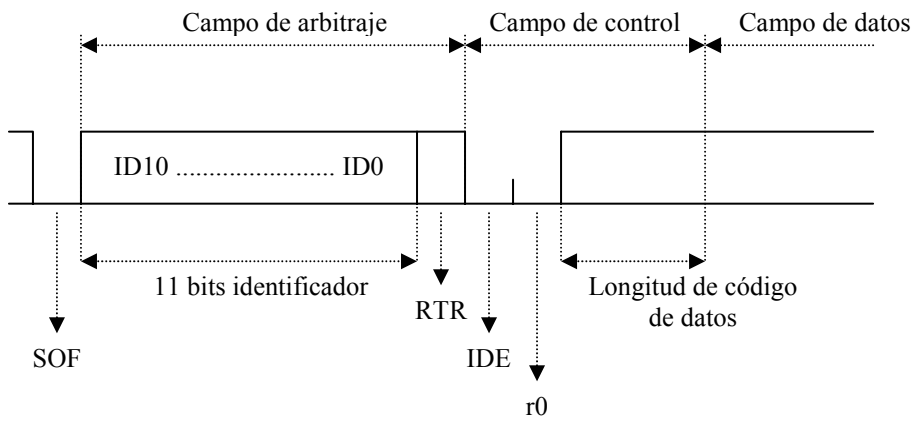 Campo de arbitraje
Campo de control
Campo de datos
ID10 ........................ ID0
11 bits identificador
RTR
Longitud de código
de datos
SOF
IDE
r0